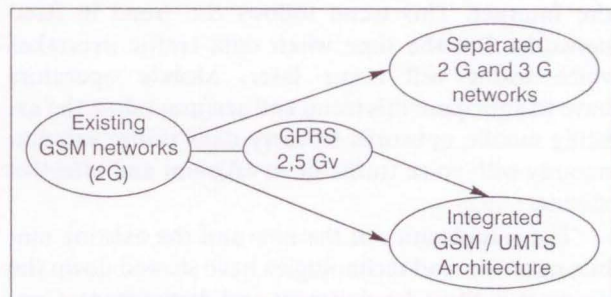 Separated
2 G and 3 G
networks
Existing
GSM networks
(2G)
GPRS
2,5 Gv
Integrated
GSM / UMTS
Architecture